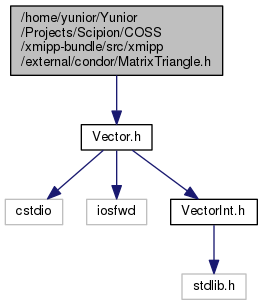 /home/yunior/Yunior
/Projects/Scipion/COSS
/xmipp-bundle/src/xmipp
/external/condor/MatrixTriangle.h
Vector.h
cstdio
iosfwd
VectorInt.h
stdlib.h